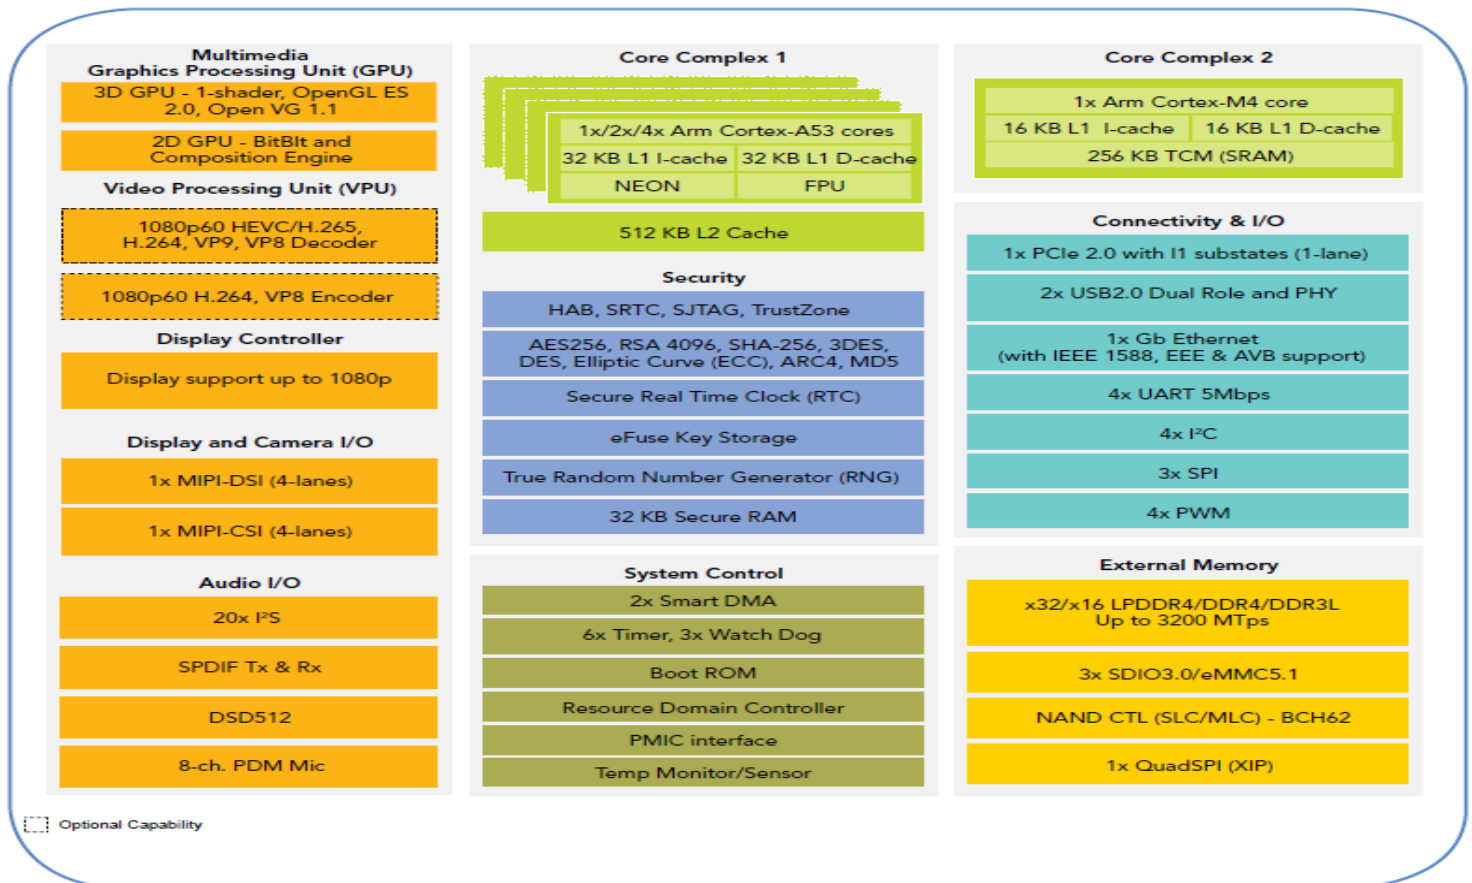 Multimedia
Graphics Processing Unit (GPU)
3D GPU - 1-shader, OpenGL ES
2.0, Open VG 1.1
2D GPU - BitBlt and
Composition Engine
Video Processing Unit (VPU)
1080p60 HEVC/H.265,
H.264, VP9, VP8 Decoder
1080p60 H.264, VP8 Encoder
Display Controller
Display support up to 1080p
Display and Camera I/O
1x MIPI-DSI (4-lanes)
1x MIPI-CSI (4-lanes)
Audio I/O
20x I²S
SPDIF Tx & Rx
DSD512
8-ch. PDM Mic
Core Complex 1
1x/2x/4x Arm Cortex-A53 cores
32 KB L1 I-cache
32 KB L1 D-cache
NEON
FPU
512 KB L2 Cache
Security
HAB, SRTC, SJTAG, TrustZone
AES256, RSA 4096, SHA-256, 3DES,
DES, Elliptic Curve (ECC), ARC4, MD5
Secure Real Time Clock (RTC)
eFuse Key Storage
True Random Number Generator (RNG)
32 KB Secure RAM
System Control
2x Smart DMA
6x Timer, 3x Watch Dog
Boot ROM
Resource Domain Controller
PMIC interface
Temp Monitor/Sensor
Core Complex 2
1x Arm Cortex-M4 core
16 KB L1 I-cache
16 KB L1 D-cache
256 KB TCM (SRAM)
Connectivity & I/O
1x PCIe 2.0 with l1 substates (1-lane)
2x USB2.0 Dual Role and PHY
1x Gb Ethernet
(with IEEE 1588, EEE & AVB support)
4x UART 5Mbps
4x I²C
3x SPI
4x PWM
External Memory
x32/x16 LPDDR4/DDR4/DDR3L
Up to 3200 MTps
3x SDIO3.0/eMMC5.1
NAND CTL (SLC/MLC) - BCH62
1x QuadSPI (XIP)
Optional Capability